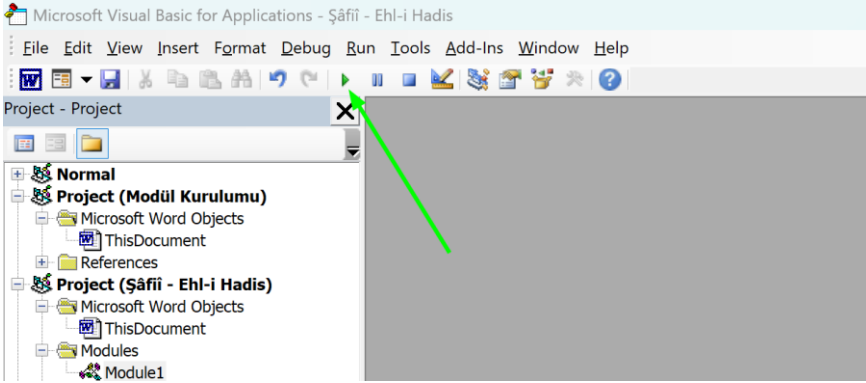 Microsoft Visual Basic for Applications - Şâfiî - Ehl-i Hadis
File Edit View Insert Format Debug Run Tools Add-Ins Window Help
Project - Project
Normal
Project (Modül Kurulumu)
Microsoft Word Objects
ThisDocument
References
Project (Şâfiî - Ehl-i Hadis)
Microsoft Word Objects
ThisDocument
Modules
Module1